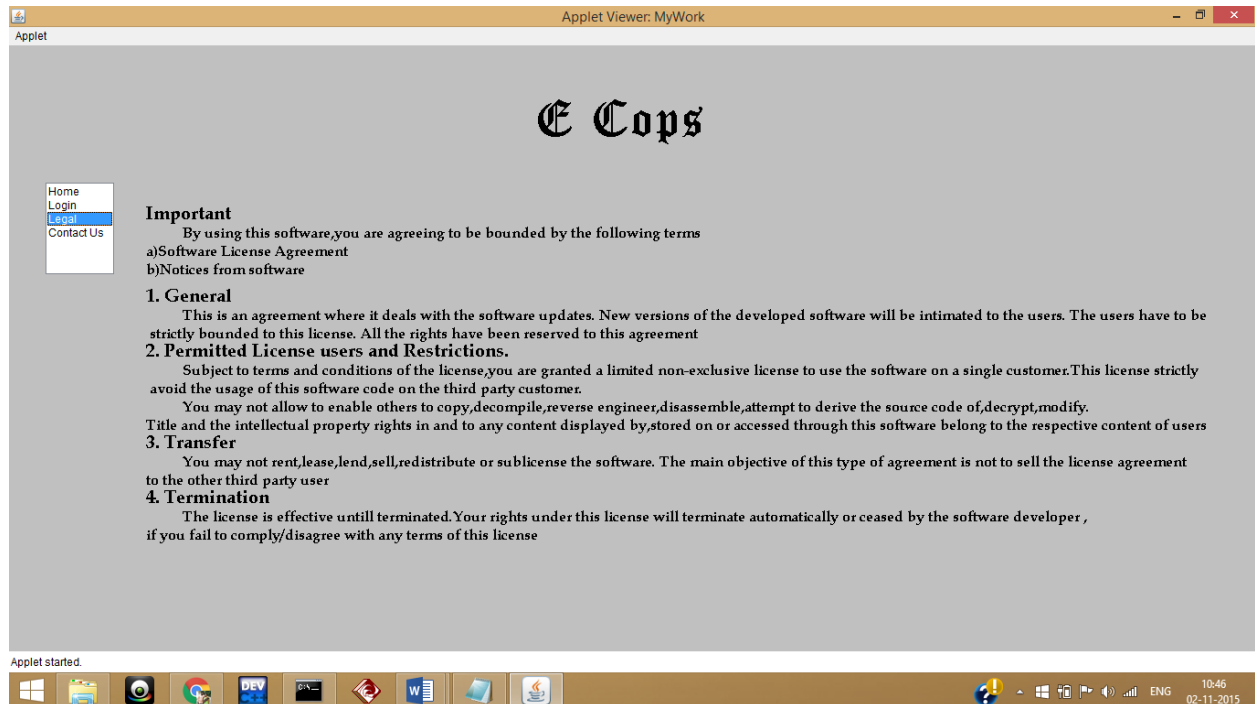 Applet Viewer: MyWork
Applet
E Cops
Home
Login
Legal
Contact Us
Important
By using this software,you are agreeing to be bounded by the following terms
a)Software License Agreement
b)Notices from software
1. General
This is an agreement where it deals with the software updates. New versions of the developed software will be intimated to the users. The users have to be
strictly bounded to this license. All the rights have been reserved to this agreement
2. Permitted License users and Restrictions.
Subject to terms and conditions of the license,you are granted a limited non-exclusive license to use the software on a single customer.This license strictly
avoid the usage of this software code on the third party customer.
You may not allow to enable others to copy,decompile,reverse engineer,disassemble,attempt to derive the source code of,decrypt,modify.
Title and the intellectual property rights in and to any content displayed by,stored on or accessed through this software belong to the respective content of users
3. Transfer
You may not rent,lease,lend,sell,redistribute or sublicense the software. The main objective of this type of agreement is not to sell the license agreement
to the other third party user
4. Termination
The license is effective untill terminated.Your rights under this license will terminate automatically or ceased by the software developer ,
if you fail to comply/disagree with any terms of this license
Applet started.
DEV
C:\_
W
ENG
10:46
02-11-2015